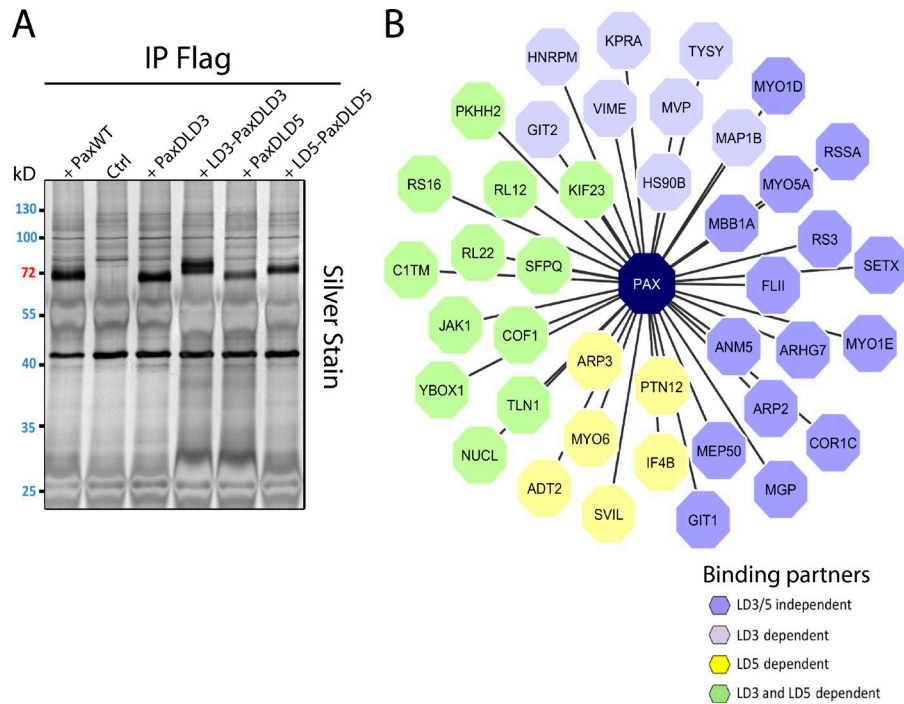 A
IP Flag
+ PaxWT
Ctrl
+ PaxDLD3
+ LD3-PaxDLD3
+ PaxDLD5
+ LD5-PaxDLD5
kD
130
100
72
55
40
35
25
Silver Stain
B
HNRPM
KPRA
TYSY
MYO1D
PKHH2
GIT2
VIME
MVP
MAP1B
RSSA
RS16
RL12
KIF23
HS90B
MYO5A
MBB1A
RS3
SETX
C1TM
RL22
SFPQ
PAX
FLII
JAK1
COF1
ARP3
ANM5
ARHG7
MYO1E
YBOX1
TLN1
PTN12
ARP2
NUCL
MYO6
IF4B
MEP50
COR1C
ADT2
SVIL
GIT1
MGP
Binding partners
LD3/5 independent
LD3 dependent
LD5 dependent
LD3 and LD5 dependent